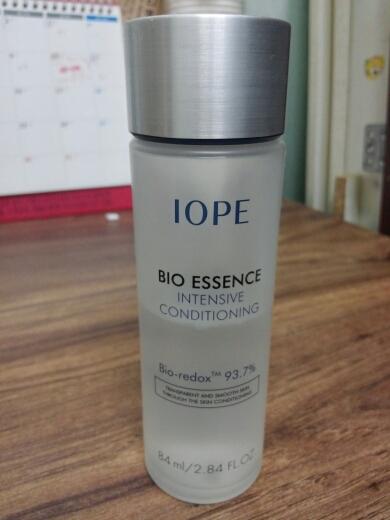 IOPE
BIO ESSENCE
INTENSIVE
CONDITIONING
Bio-redox™ 93.7%
TRANSPARENT AND SMOOTH SKIN
THROUGH THE SKIN CONDITIONING
84 ml/2.84 FL OZ